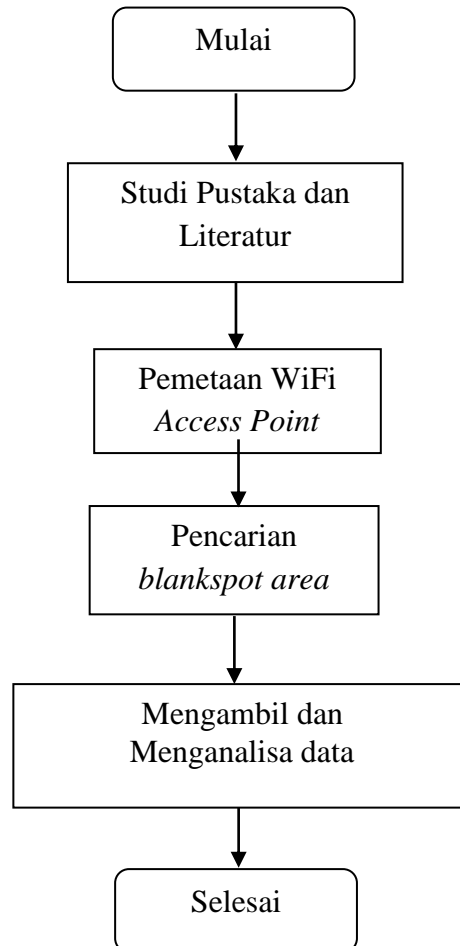 Mulai
Studi Pustaka dan
Literatur
Pemetaan WiFi
Access Point
Pencarian
blankspot area
Mengambil dan
Menganalisa data
Selesai